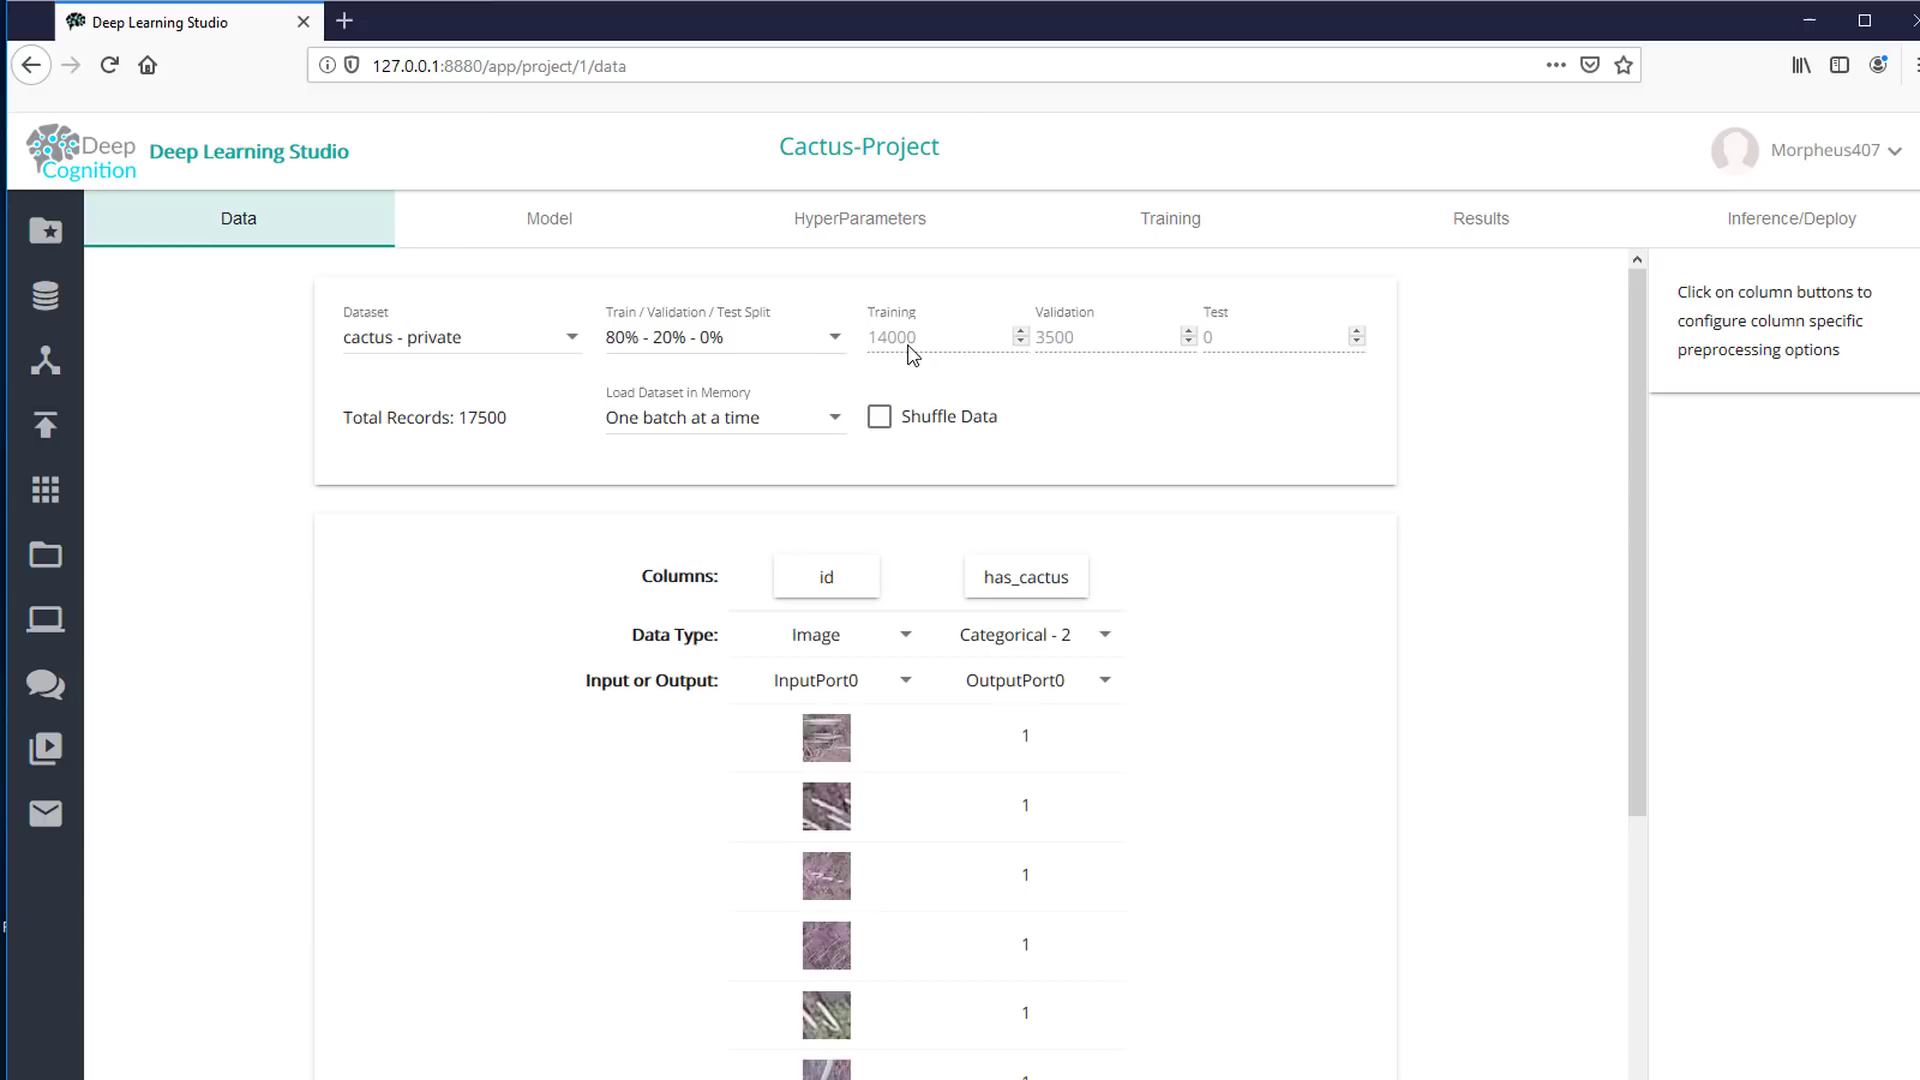 Deep Learning Studio
127.0.0.1:8880/app/project/1/data
Deep Cognition
Deep Learning Studio
Cactus-Project
Morpheus407
Data
Model
HyperParameters
Training
Results
Inference/Deploy
Dataset
cactus - private
Train / Validation / Test Split
80% - 20% - 0%
Training
14000
Validation
3500
Test
0
Click on column buttons to
configure column specific
preprocessing options
Total Records: 17500
Load Dataset in Memory
One batch at a time
Shuffle Data
Columns:
id
has_cactus
Data Type:
Image
Categorical - 2
Input or Output:
InputPort0
OutputPort0
1
1
1
1
1